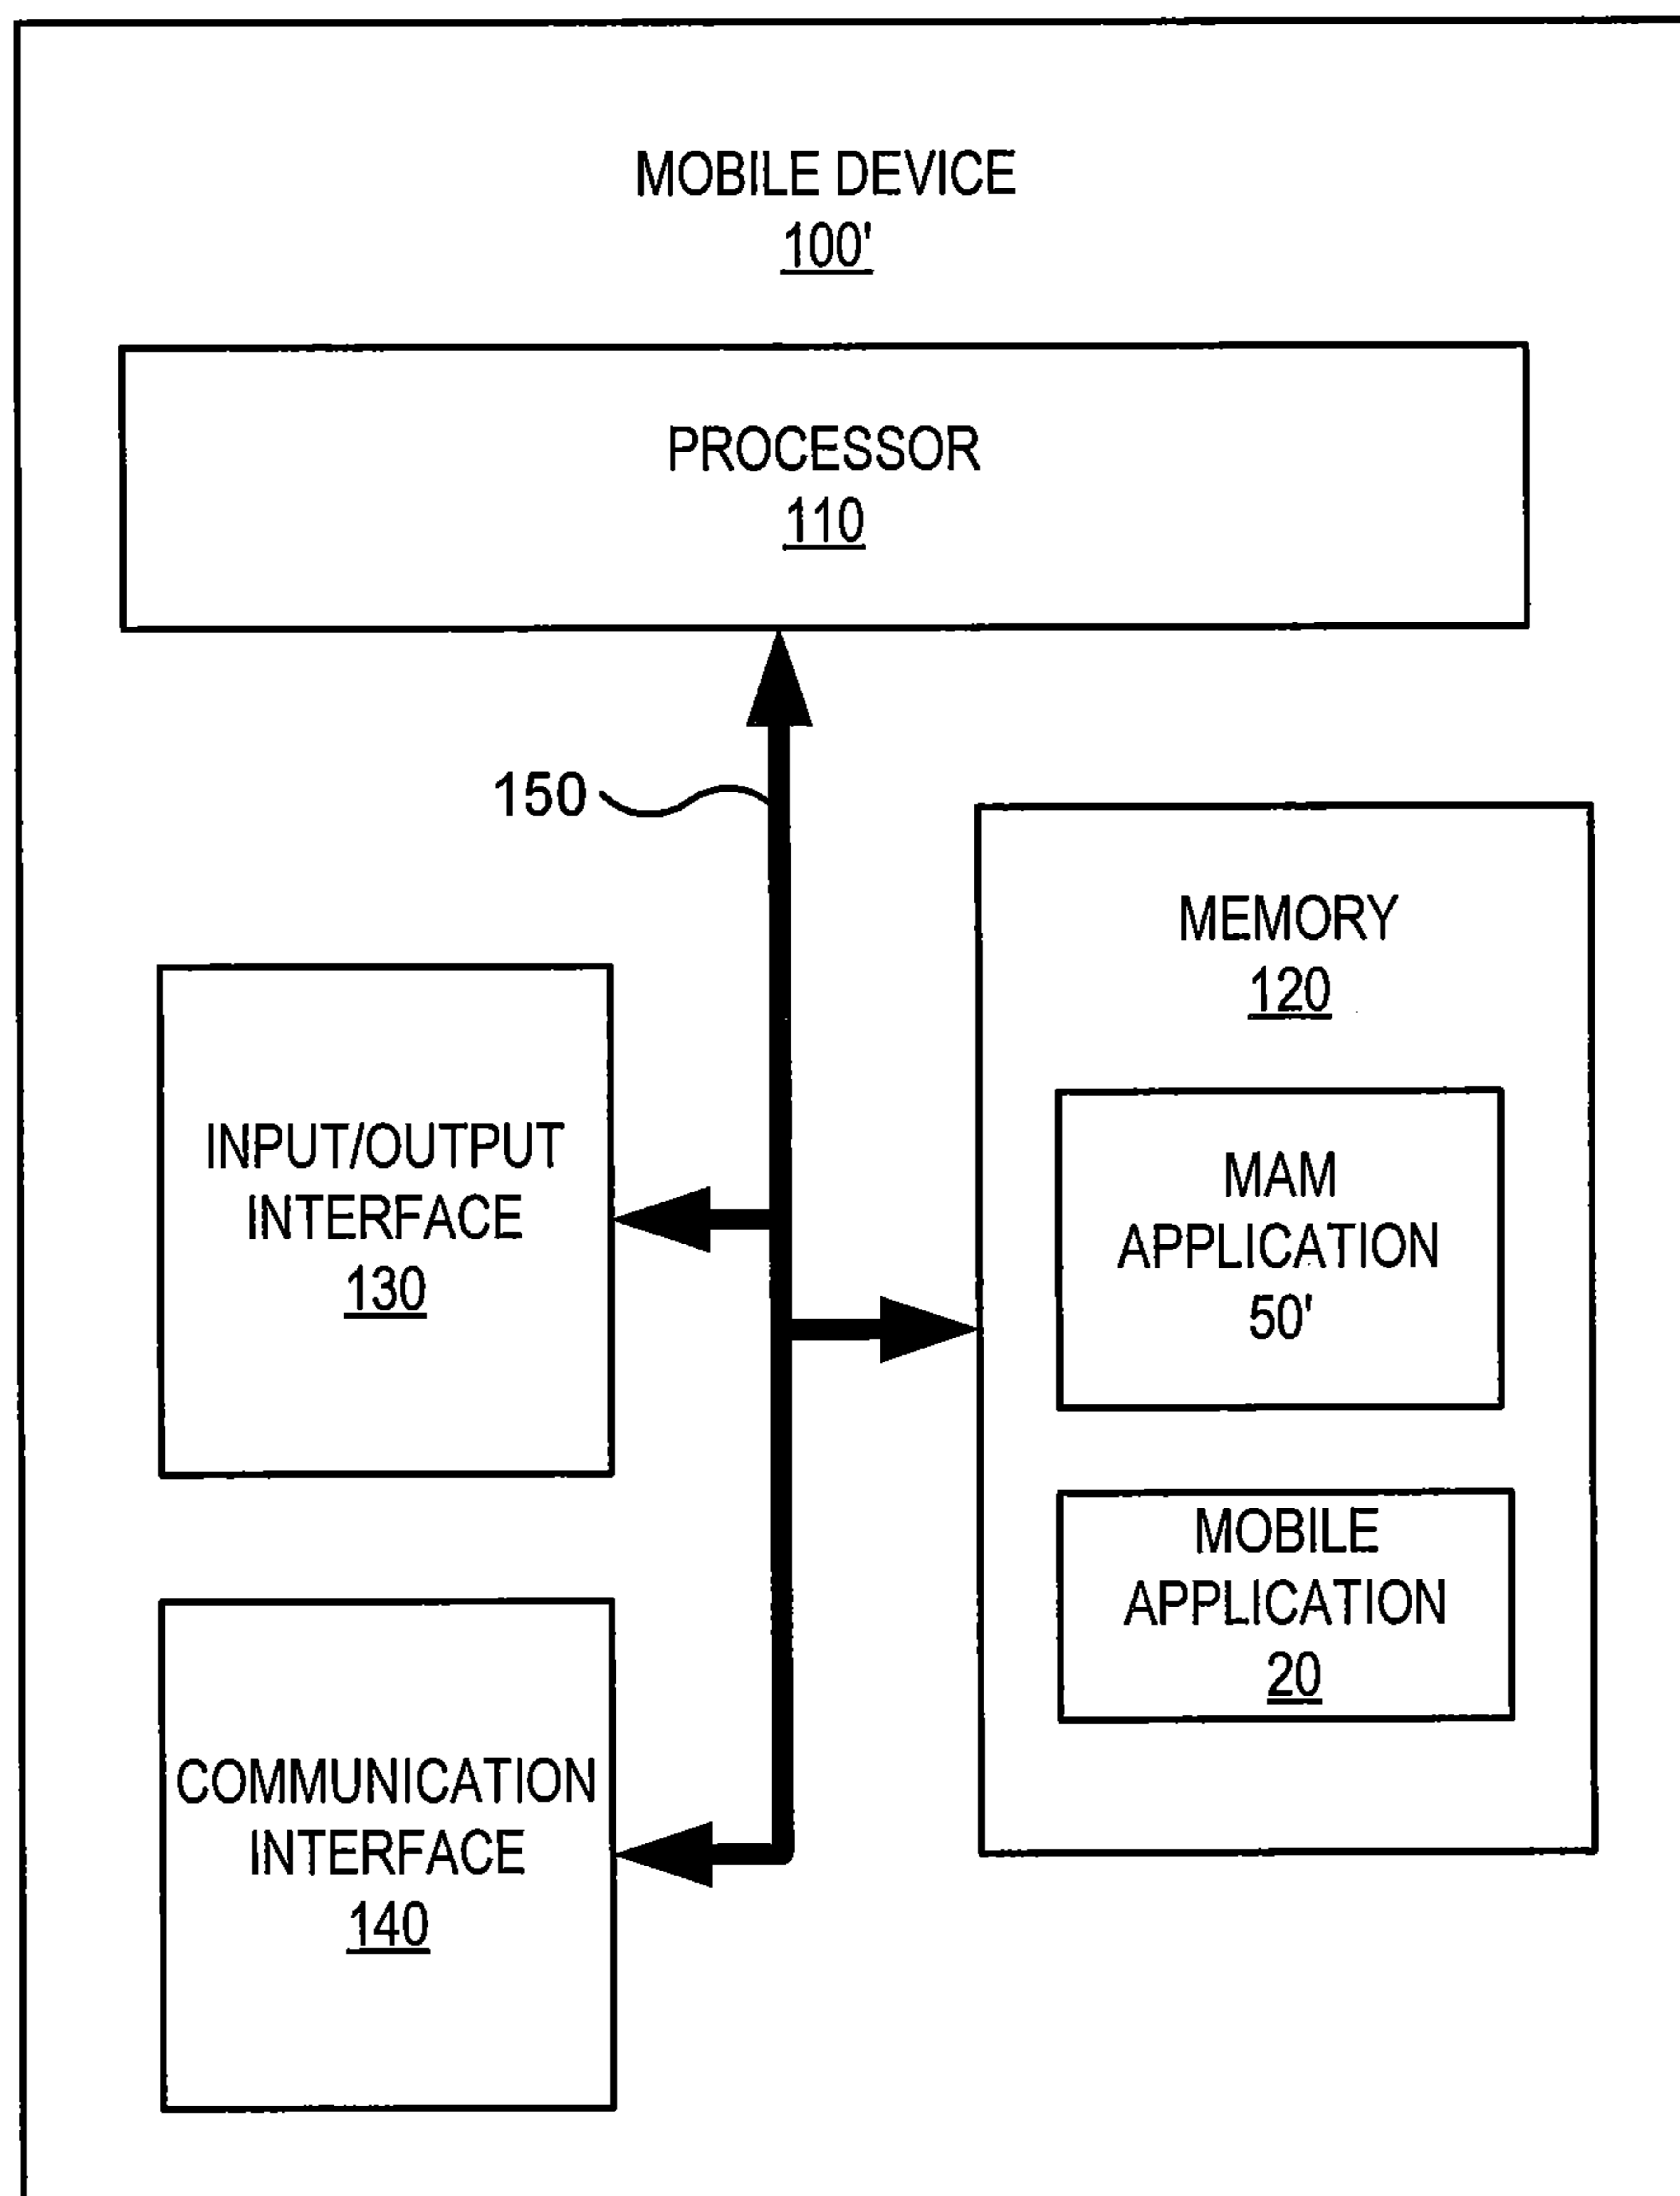 MOBILE DEVICE
100'
PROCESSOR
110
150
MEMORY
120
INPUT/OUTPUT
INTERFACE
130
MAM
APPLICATION
50'
MOBILE
APPLICATION
20
COMMUNICATION
INTERFACE
140